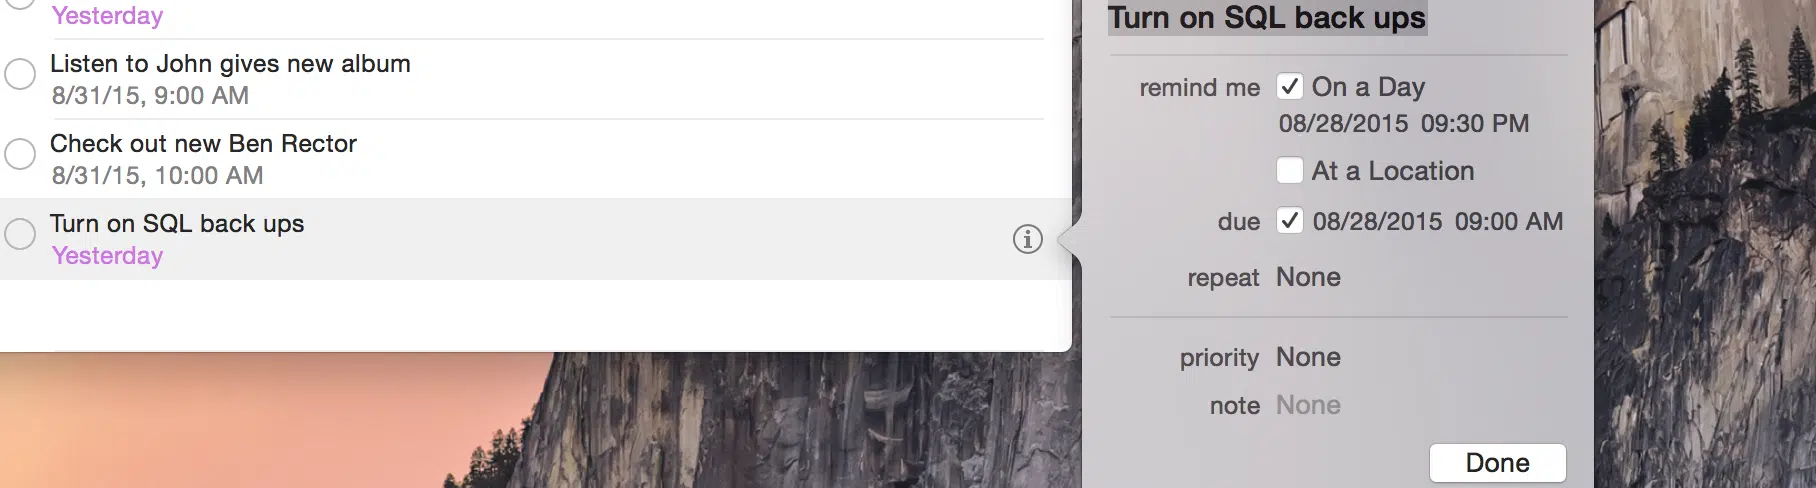 Yesterday
Listen to John gives new album
8/31/15, 9:00 AM
Check out new Ben Rector
8/31/15, 10:00 AM
Turn on SQL back ups
Yesterday
Turn on SQL back ups
remind me On a Day
08/28/2015 09:30 PM
At a Location
due 08/28/2015 09:00 AM
repeat None
priority None
note None
Done